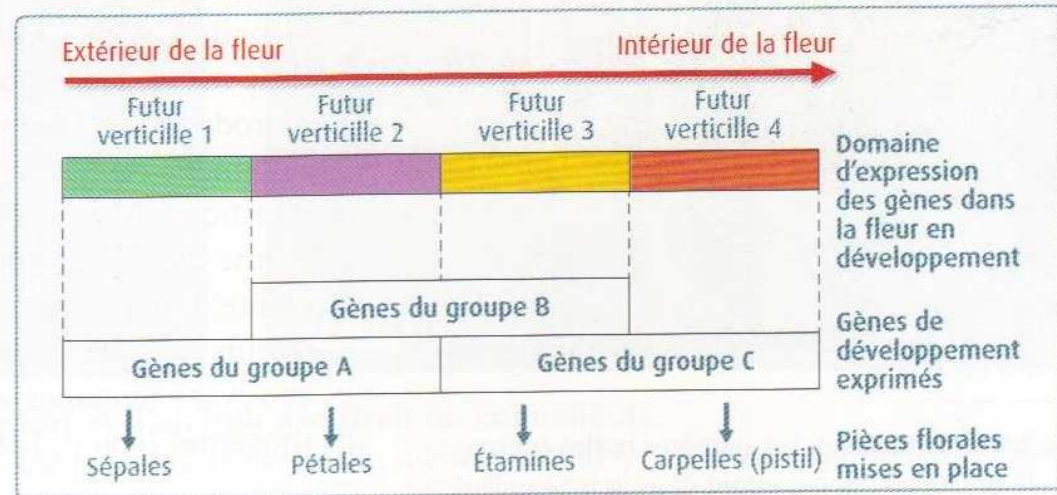 Extérieur de la fleur
Intérieur de la fleur
Futur
verticille 1
Futur
verticille 2
Futur
verticille 3
Futur
verticille 4
Domaine
d'expression
des gènes dans
la fleur en
développement
Gènes du groupe B
Gènes du groupe A
Gènes du groupe C
Gènes de
développement
exprimés
Sépales
Pétales
Étamines
Carpelles (pistil)
Pièces florales
mises en place